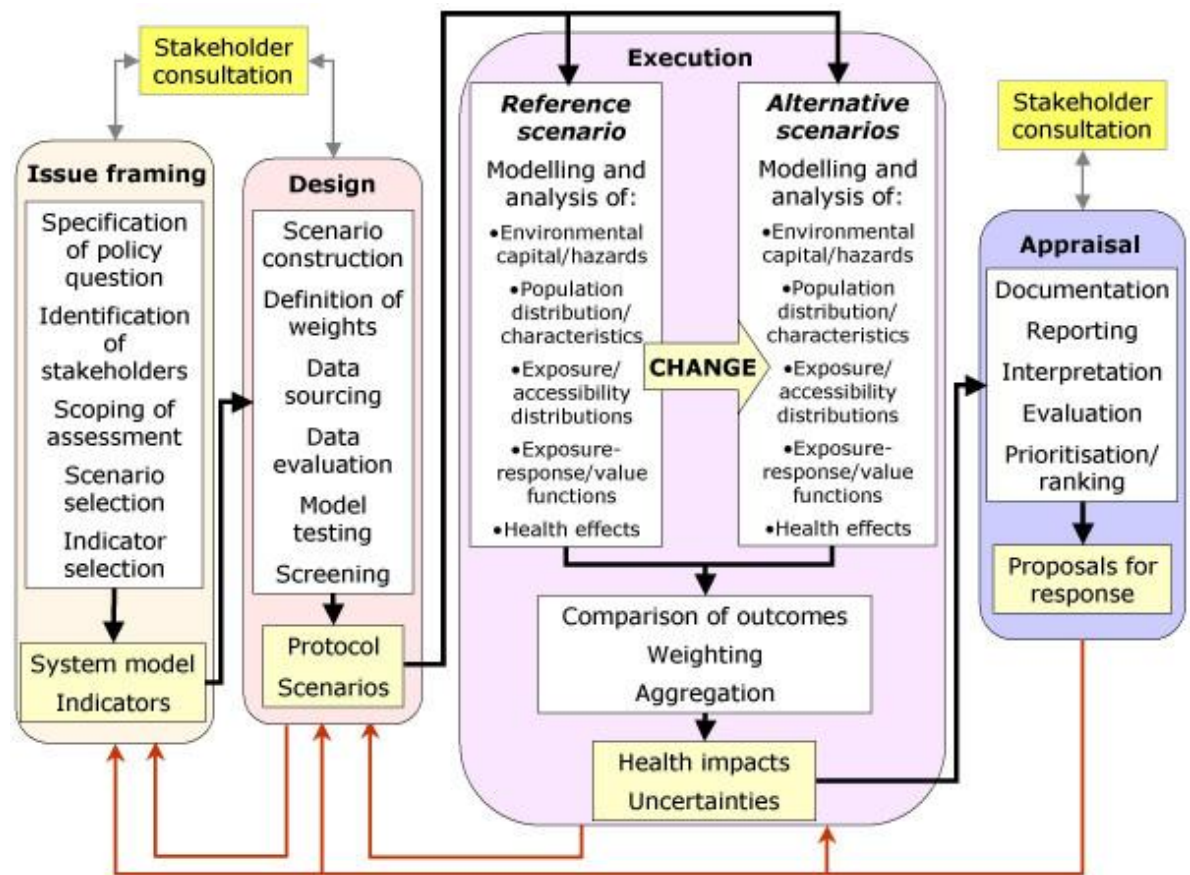 Stakeholder
consultation
Issue framing
Specification
of policy
question
Identification
of
stakeholders
Scoping of
assessment
Scenario
selection
Indicator
selection
System model
Indicators
Design
Scenario
construction
Definition of
weights
Data
sourcing
Data
evaluation
Model
testing
Screening
Protocol
Scenarios
Execution
Reference
scenario
Modelling and
analysis of:
•Environmental
capital/hazards
•Population
distribution/
characteristics
•Exposure/
accessibility
distributions
•Exposure-
response/value
functions
•Health effects
CHANGE
Alternative
scenarios
Modelling and
analysis of:
•Environmental
capital/hazards
•Population
distribution/
characteristics
•Exposure/
accessibility
distributions
•Exposure-
response/value
functions
•Health effects
Comparison of outcomes
Weighting
Aggregation
Health impacts
Uncertainties
Stakeholder
consultation
Appraisal
Documentation
Reporting
Interpretation
Evaluation
Prioritisation/
ranking
Proposals for
response